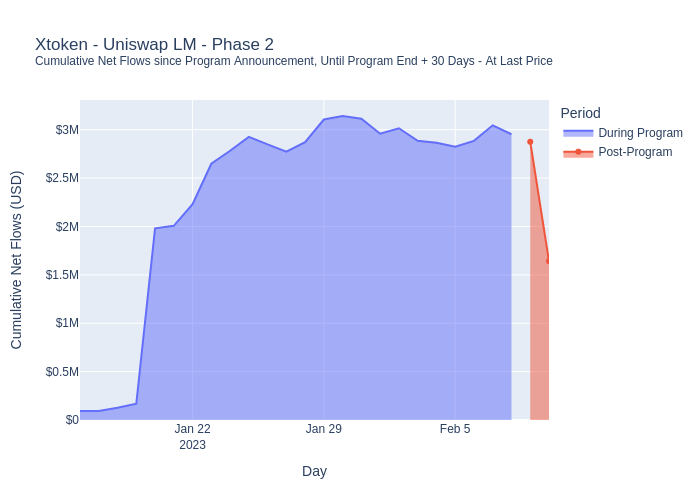 Xtoken - Uniswap LM - Phase 2
Cumulative Net Flows since Program Announcement, Until Program End + 30 Days - At Last Price
Period
During Program
Post-Program
Cumulative Net Flows (USD)
$3M
$2.5M
$2M
$1.5M
$1M
$0.5M
$0
Jan 22
2023
Jan 29
Feb 5
Day